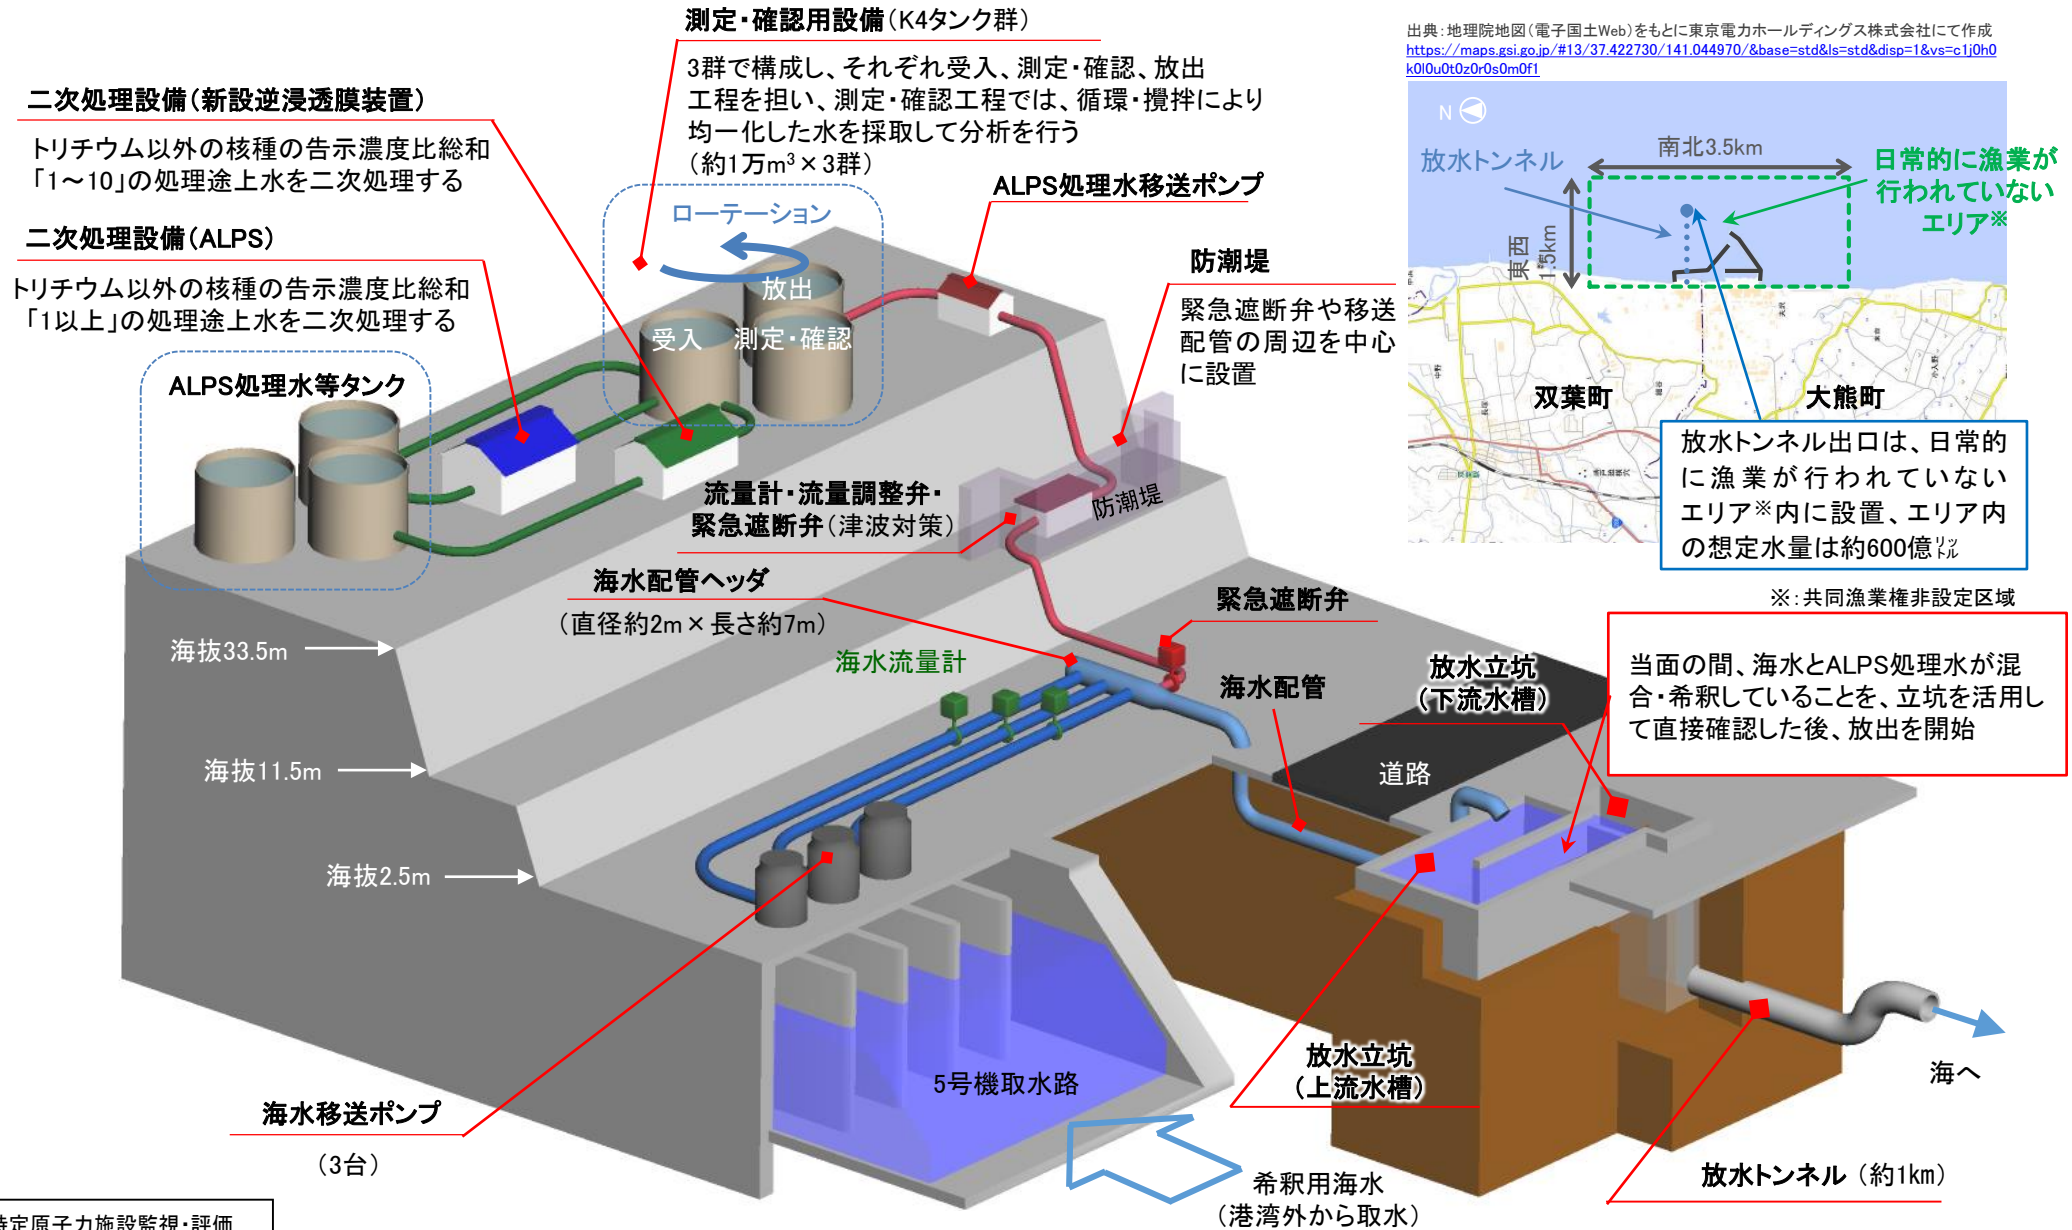 測定・確認用設備（K4タンク群）
3群で構成し、それぞれ受入、測定・確認、放出
工程を担い、測定・確認工程では、循環・攪拌により
均一化した水を採取して分析を行う
（約1万m³×3群）
出典：地理院地図（電子国土Web）をもとに東京電力ホールディングス株式会社にて作成
https://maps.gsi.go.jp/#13/37.422730/141.044970/&base=std&ls=std&disp=1&vs=c1j0h0
k0l0u0t0z0r0s0m0f1
二次処理設備（新設逆浸透膜装置）
トリチウム以外の核種の告示濃度比総和
「1～10」の処理途上水を二次処理する
二次処理設備（ALPS）
トリチウム以外の核種の告示濃度比総和
「1以上」の処理途上水を二次処理する
ALPS処理水等タンク
ローテーション
放出
受入
測定・確認
ALPS処理水移送ポンプ
防潮堤
緊急遮断弁や移送
配管の周辺を中心
に設置
N
南北3.5km
放水トンネル
日常的に漁業が
行われていない
エリア※
東西
1.5km
双葉町
大熊町
放水トンネル出口は、日常的
に漁業が行われていない
エリア※内に設置、エリア内
の想定水量は約600億㍑
※：共同漁業権非設定区域
流量計・流量調整弁・
緊急遮断弁（津波対策）
防潮堤
海水配管ヘッダ
（直径約2m×長さ約7m）
海水流量計
緊急遮断弁
海水配管
放水立坑
（下流水槽）
当面の間、海水とALPS処理水が混
合・希釈していることを、立坑を活用し
て直接確認した後、放出を開始
道路
海抜33.5m
海抜11.5m
海抜2.5m
5号機取水路
放水立坑
（上流水槽）
海へ
海水移送ポンプ
（3台）
希釈用海水
（港湾外から取水）
放水トンネル（約1km）
特定原子力施設監視・評価